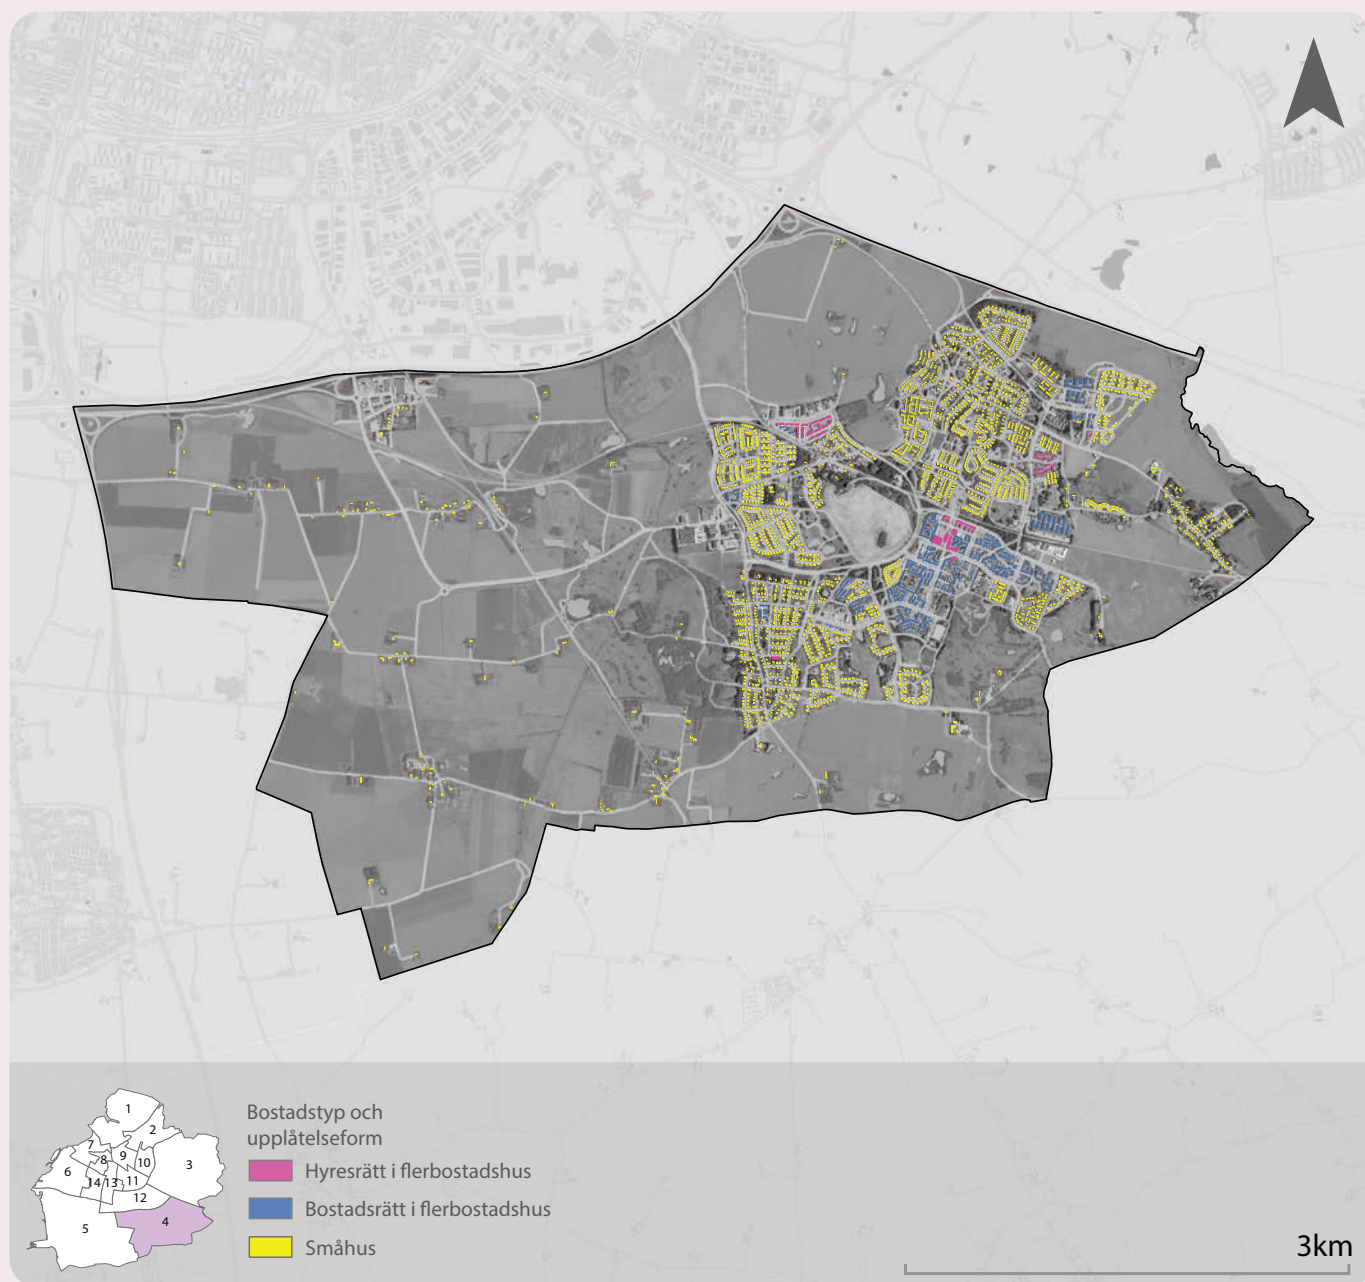 1
2
7
8
9
10
3
6
14
13
11
12
5
4
Bostadstyp och
upplåtelseform
Hyresrätt i flerbostadshus
Bostadsrätt i flerbostadshus
Småhus
3km